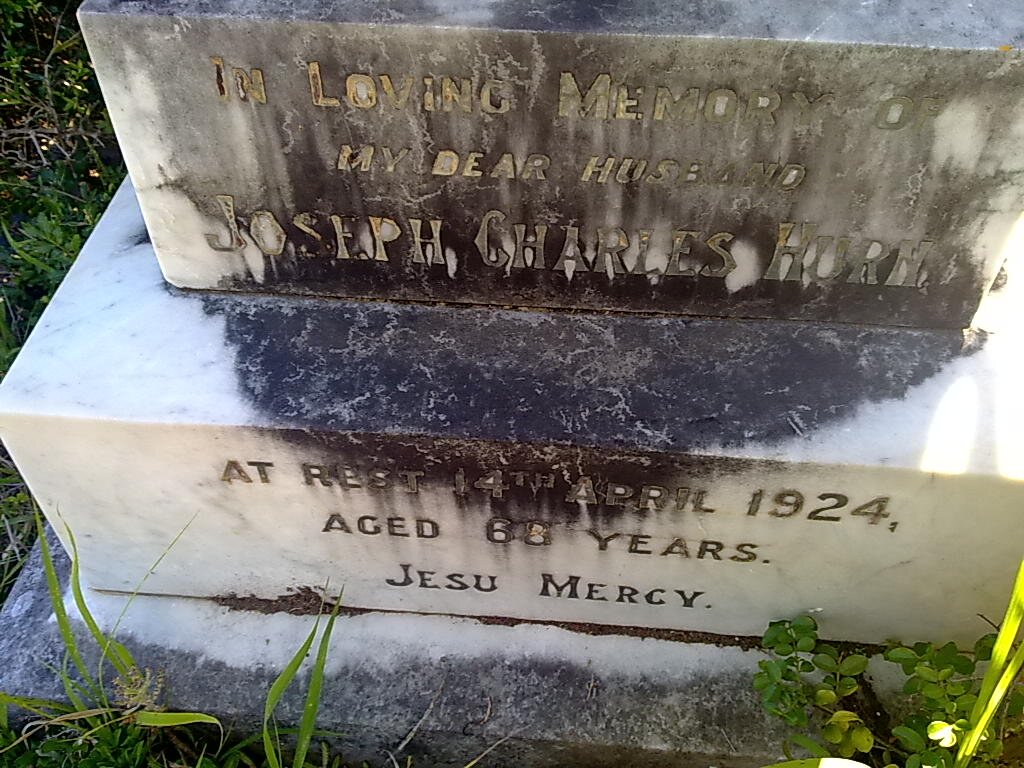 In Loving Memory of
MY DEAR HUSBAND
Joseph Charles Hurn,
AT REST 14TH APRIL 1924,
AGED 68 YEARS.
Jesu Mercy.